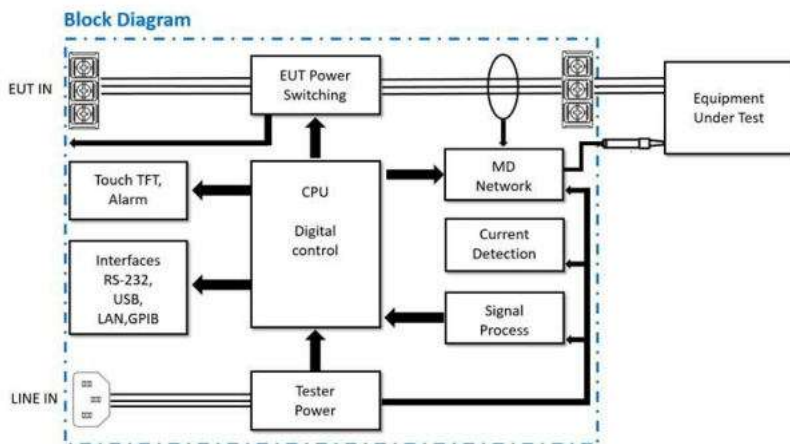 Block Diagram
EUT IN
EUT Power
Switching
Equipment
Under Test
Touch TFT,
Alarm
CPU
Digital
control
MD
Network
Current
Detection
Interfaces
RS-232,
USB,
LAN,GPIB
Signal
Process
LINE IN
Tester
Power